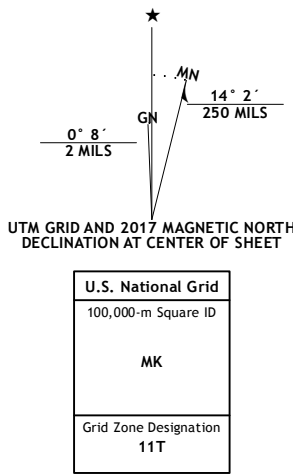 ★
MN
14° 2´
250 MILS
GN
0° 8´
2 MILS
UTM GRID AND 2017 MAGNETIC NORTH
DECLINATION AT CENTER OF SHEET
U.S. National Grid
100,000-m Square ID
MK
Grid Zone Designation
11T